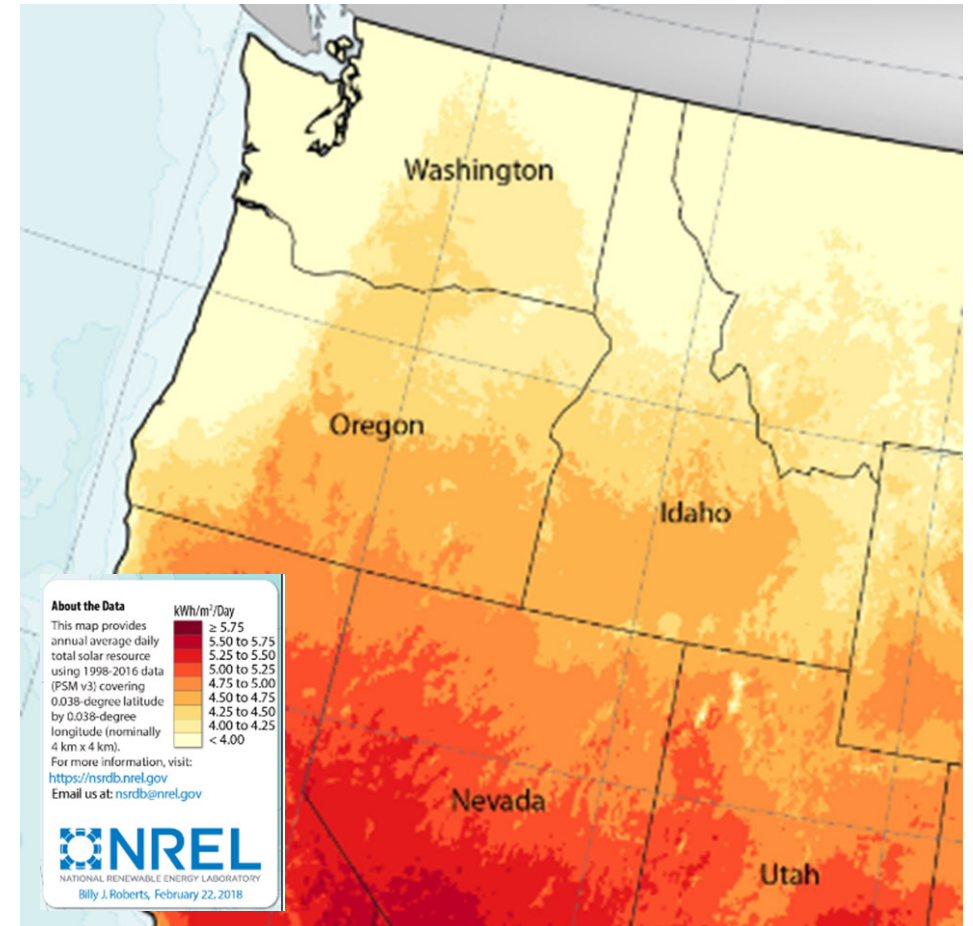 Washington
Oregon
Idaho
Nevada
Utah
About the Data
This map provides
annual average daily
total solar resource
using 1998-2016 data
(PSM v3) covering
0.038-degree latitude
by 0.038-degree
longitude (nominally
4 km x 4 km).
For more information, visit:
https://nsrdb.nrel.gov
Email us at: nsrdb@nrel.gov
kWh/m²/Day
≥ 5.75
5.50 to 5.75
5.25 to 5.50
5.00 to 5.25
4.75 to 5.00
4.50 to 4.75
4.25 to 4.50
4.00 to 4.25
< 4.00
NREL
NATIONAL RENEWABLE ENERGY LABORATORY
Billy J. Roberts, February 22, 2018